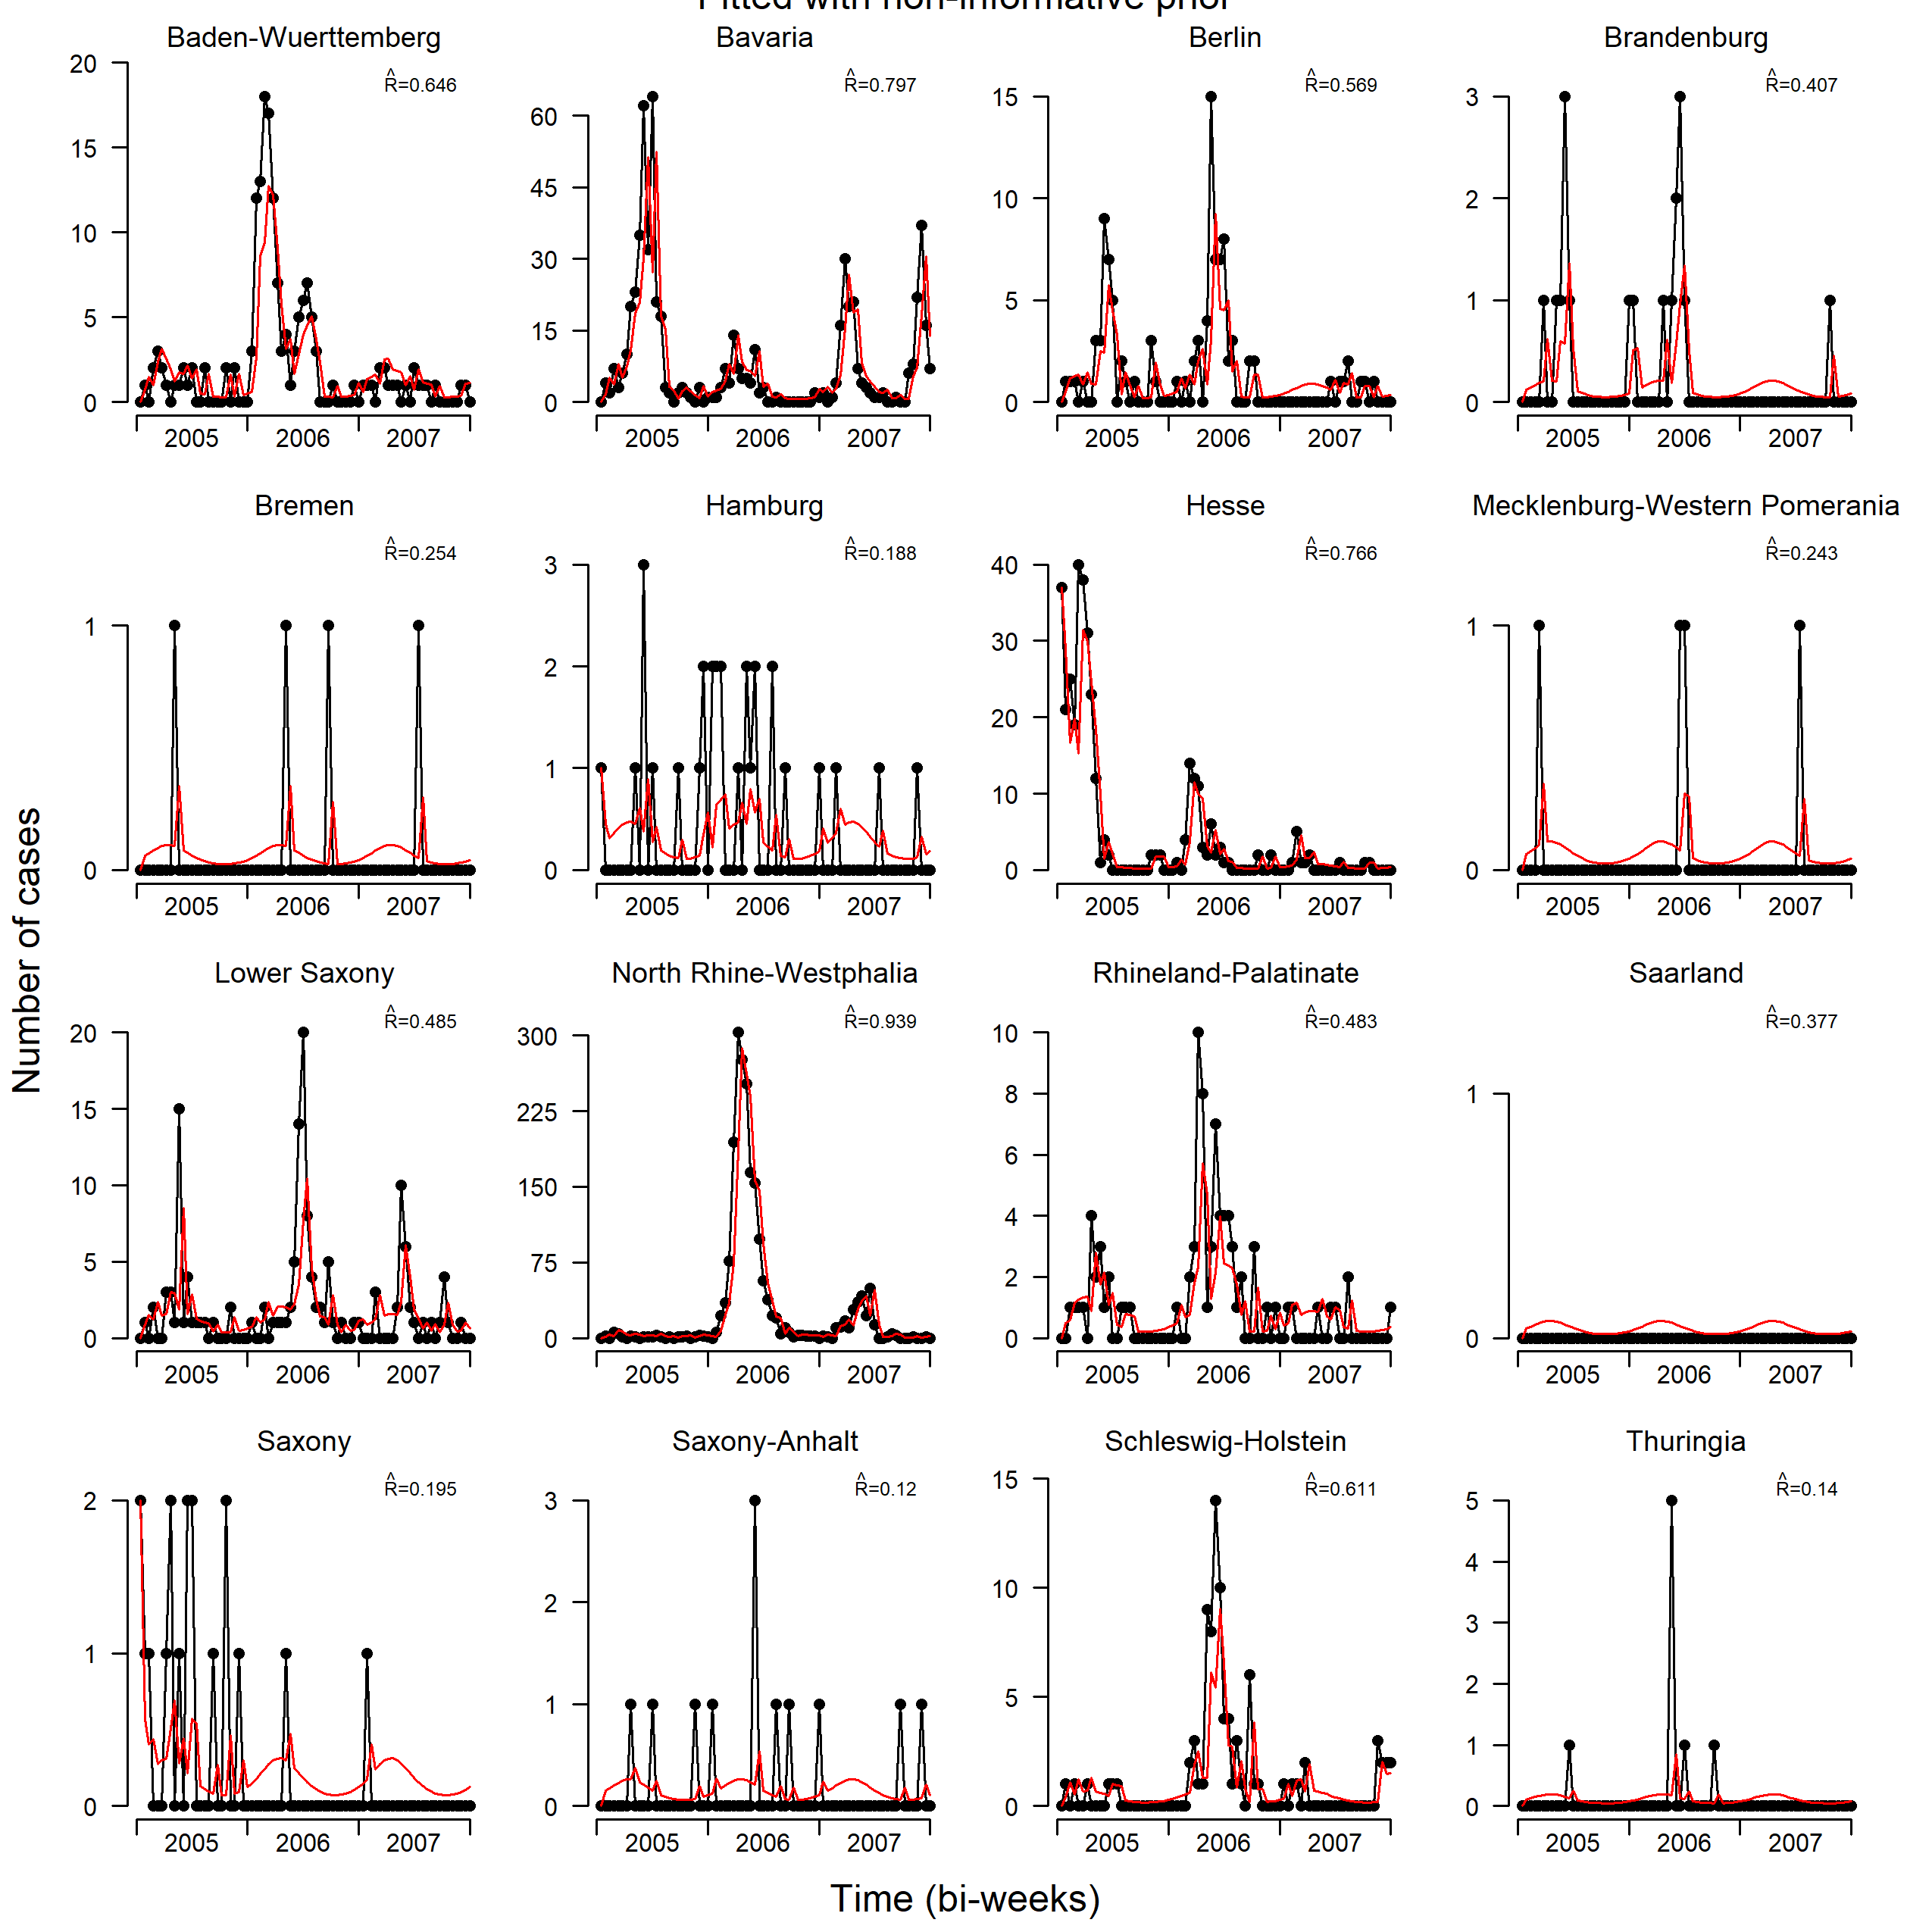 Fitted with non-informative prior
Baden-Wuerttemberg
R̂=0.646
20
15
10
5
0
2005 2006 2007
Bavaria
R̂=0.797
60
45
30
15
0
2005 2006 2007
Berlin
R̂=0.569
15
10
5
0
2005 2006 2007
Brandenburg
R̂=0.407
3
2
1
0
2005 2006 2007
Bremen
R̂=0.254
1
0
2005 2006 2007
Hamburg
R̂=0.188
3
2
1
0
2005 2006 2007
Hesse
R̂=0.766
40
30
20
10
0
2005 2006 2007
Mecklenburg-Western Pomerania
R̂=0.243
1
0
2005 2006 2007
Number of cases
Lower Saxony
R̂=0.485
20
15
10
5
0
2005 2006 2007
North Rhine-Westphalia
R̂=0.939
300
225
150
75
0
2005 2006 2007
Rhineland-Palatinate
R̂=0.483
10
8
6
4
2
0
2005 2006 2007
Saarland
R̂=0.377
1
0
2005 2006 2007
Saxony
R̂=0.195
2
1
0
2005 2006 2007
Saxony-Anhalt
R̂=0.12
3
2
1
0
2005 2006 2007
Schleswig-Holstein
R̂=0.611
15
10
5
0
2005 2006 2007
Thuringia
R̂=0.14
5
4
3
2
1
0
2005 2006 2007
Time (bi-weeks)